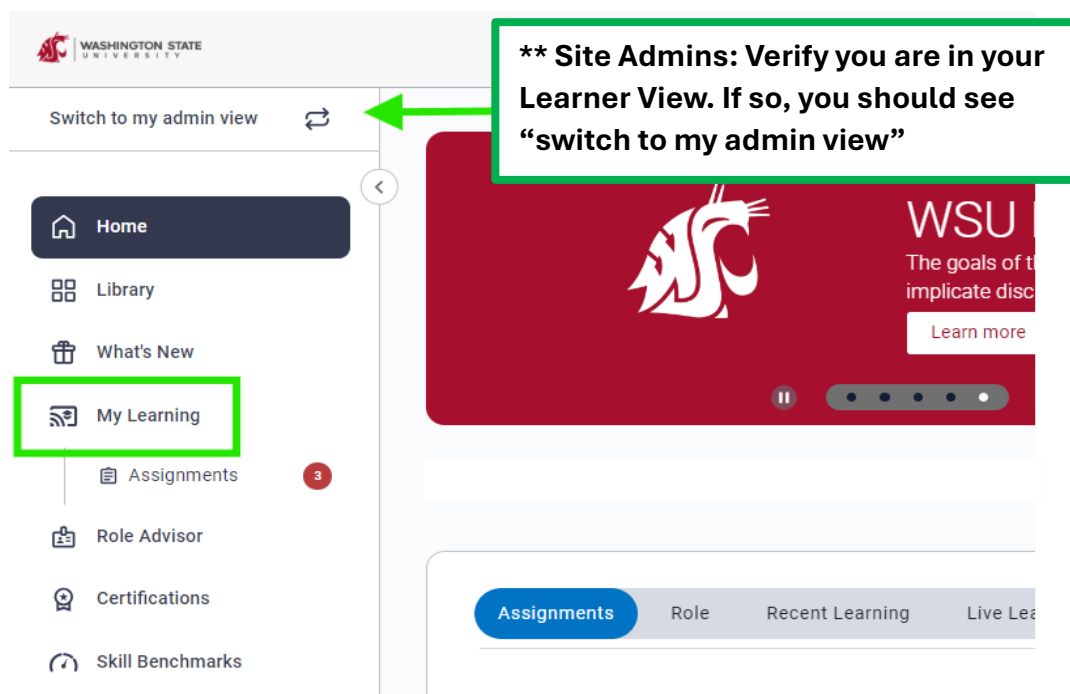 WASHINGTON STATE
UNIVERSITY
** Site Admins: Verify you are in your
Learner View. If so, you should see
“switch to my admin view”
Switch to my admin view
Home
Library
What's New
My Learning
Assignments
3
Role Advisor
Certifications
Skill Benchmarks
WSU
The goals of t
implicate disc
Learn more
Assignments
Role
Recent Learning
Live Lea